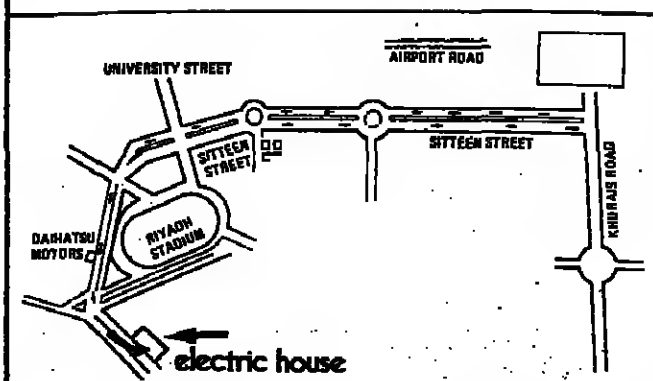 AIRPORT ROAD
UNIVERSITY STREET
SITTEEN STREET
SITTEEN
STREET
KHURAIS ROAD
RIYADH
STADIUM
DAIHATSU
MOTORS
electric house